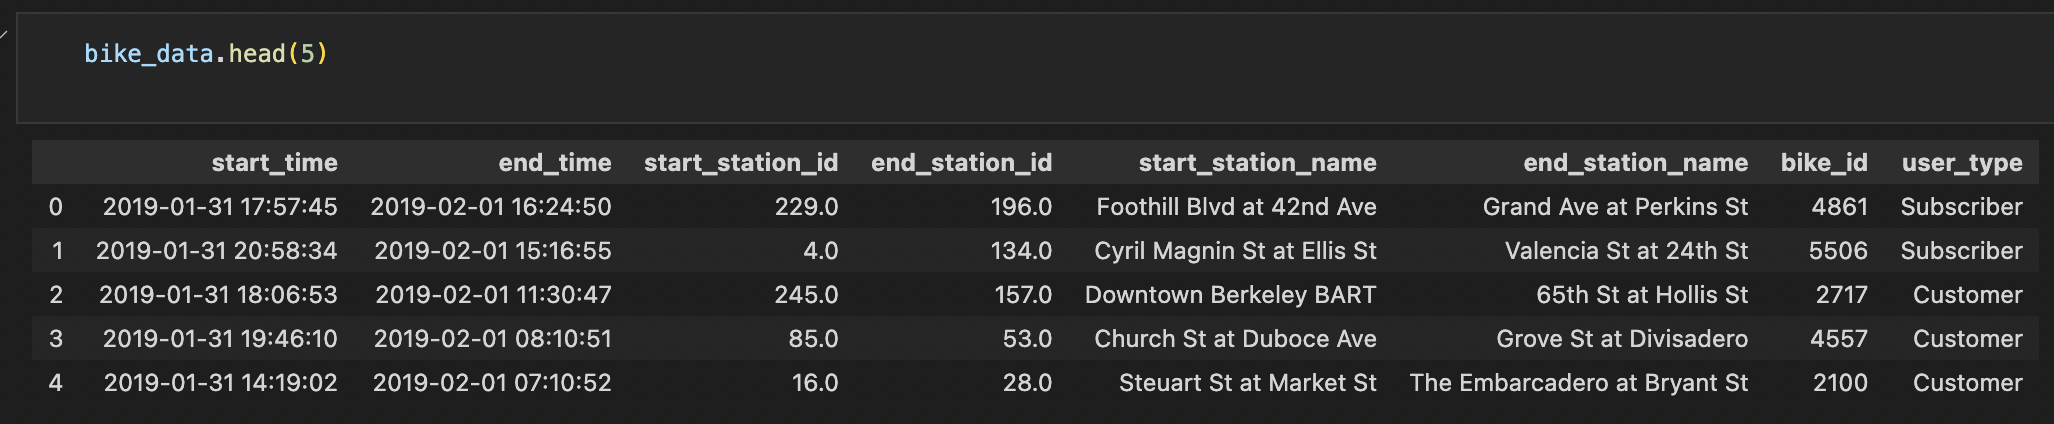 bike_data.head(5)
start_time end_time start_station_id end_station_id start_station_name end_station_name bike_id user_type
0 2019-01-31 17:57:45 2019-02-01 16:24:50 229.0 196.0 Foothill Blvd at 42nd Ave Grand Ave at Perkins St 4861 Subscriber
1 2019-01-31 20:58:34 2019-02-01 15:16:55 4.0 134.0 Cyril Magnin St at Ellis St Valencia St at 24th St 5506 Subscriber
2 2019-01-31 18:06:53 2019-02-01 11:30:47 245.0 157.0 Downtown Berkeley BART 65th St at Hollis St 2717 Customer
3 2019-01-31 19:46:10 2019-02-01 08:10:51 85.0 53.0 Church St at Duboce Ave Grove St at Divisadero 4557 Customer
4 2019-01-31 14:19:02 2019-02-01 07:10:52 16.0 28.0 Steuart St at Market St The Embarcadero at Bryant St 2100 Customer